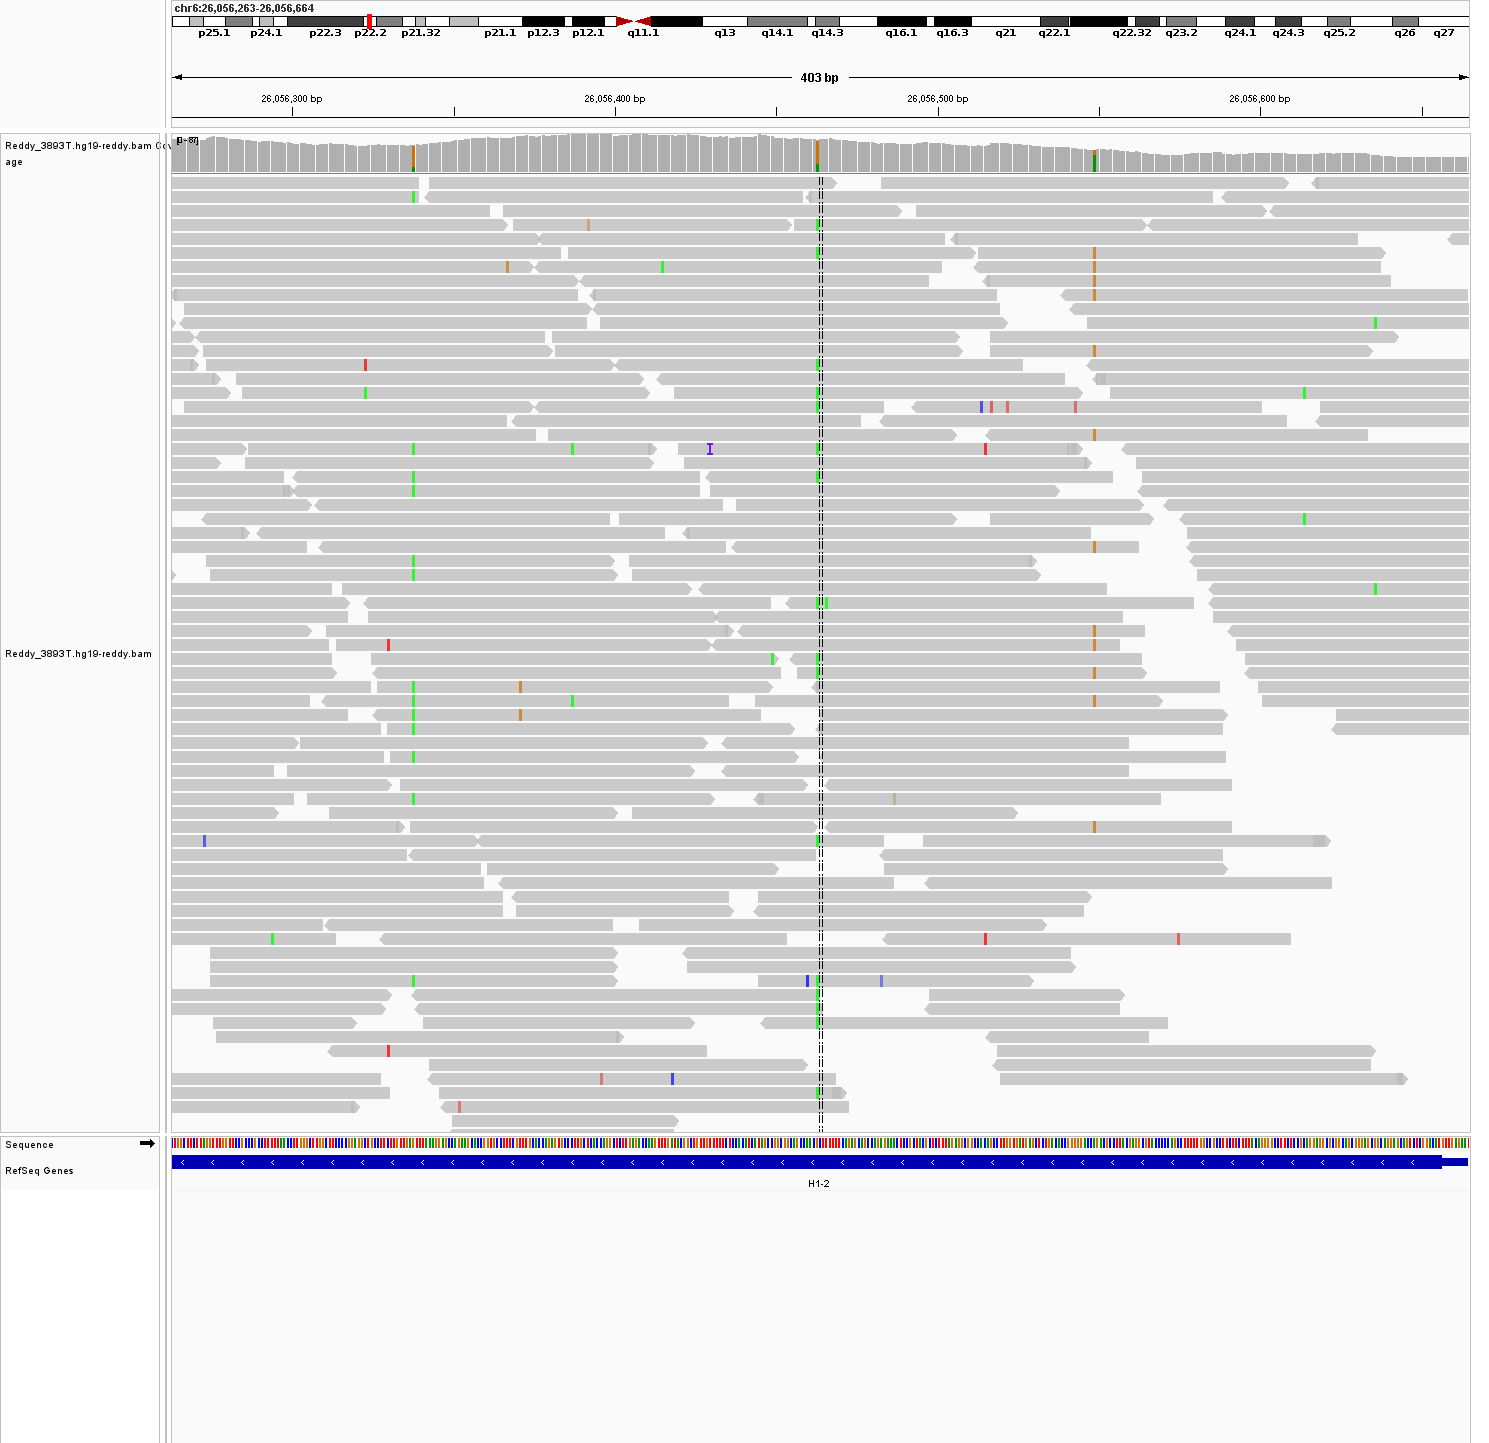 chr6:26,056,263-26,056,664
p25.1 p24.1 p22.3 p22.2 p21.32 p21.1 p12.3 p12.1 q11.1 q13 q14.1 q14.3 q16.1 q16.3 q21 q22.1 q22.32 q23.2 q24.1 q24.3 q25.2 q26 q27
403 bp
26,056,300 bp 26,056,400 bp 26,056,500 bp 26,056,600 bp
[0 - 87]
Reddy_3893T.hg19-reddy.bam Cov
age
Reddy_3893T.hg19-reddy.bam
Sequence
RefSeq Genes
H1-2